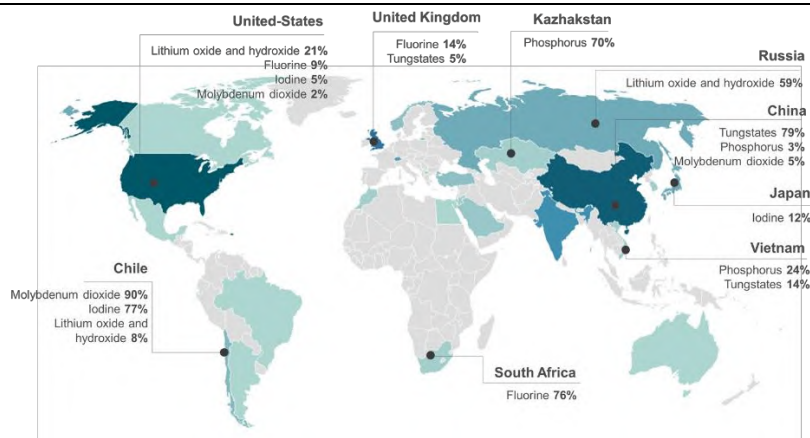 United-States
Lithium oxide and hydroxide 21%
Fluorine 9%
Iodine 5%
Molybdenum dioxide 2%
United Kingdom
Fluorine 14%
Tungstates 5%
Kazhakstan
Phosphorus 70%
Russia
Lithium oxide and hydroxide 59%
China
Tungstates 79%
Phosphorus 3%
Molybdenum dioxide 5%
Japan
Iodine 12%
Vietnam
Phosphorus 24%
Tungstates 14%
Chile
Molybdenum dioxide 90%
Iodine 77%
Lithium oxide and
hydroxide 8%
South Africa
Fluorine 76%